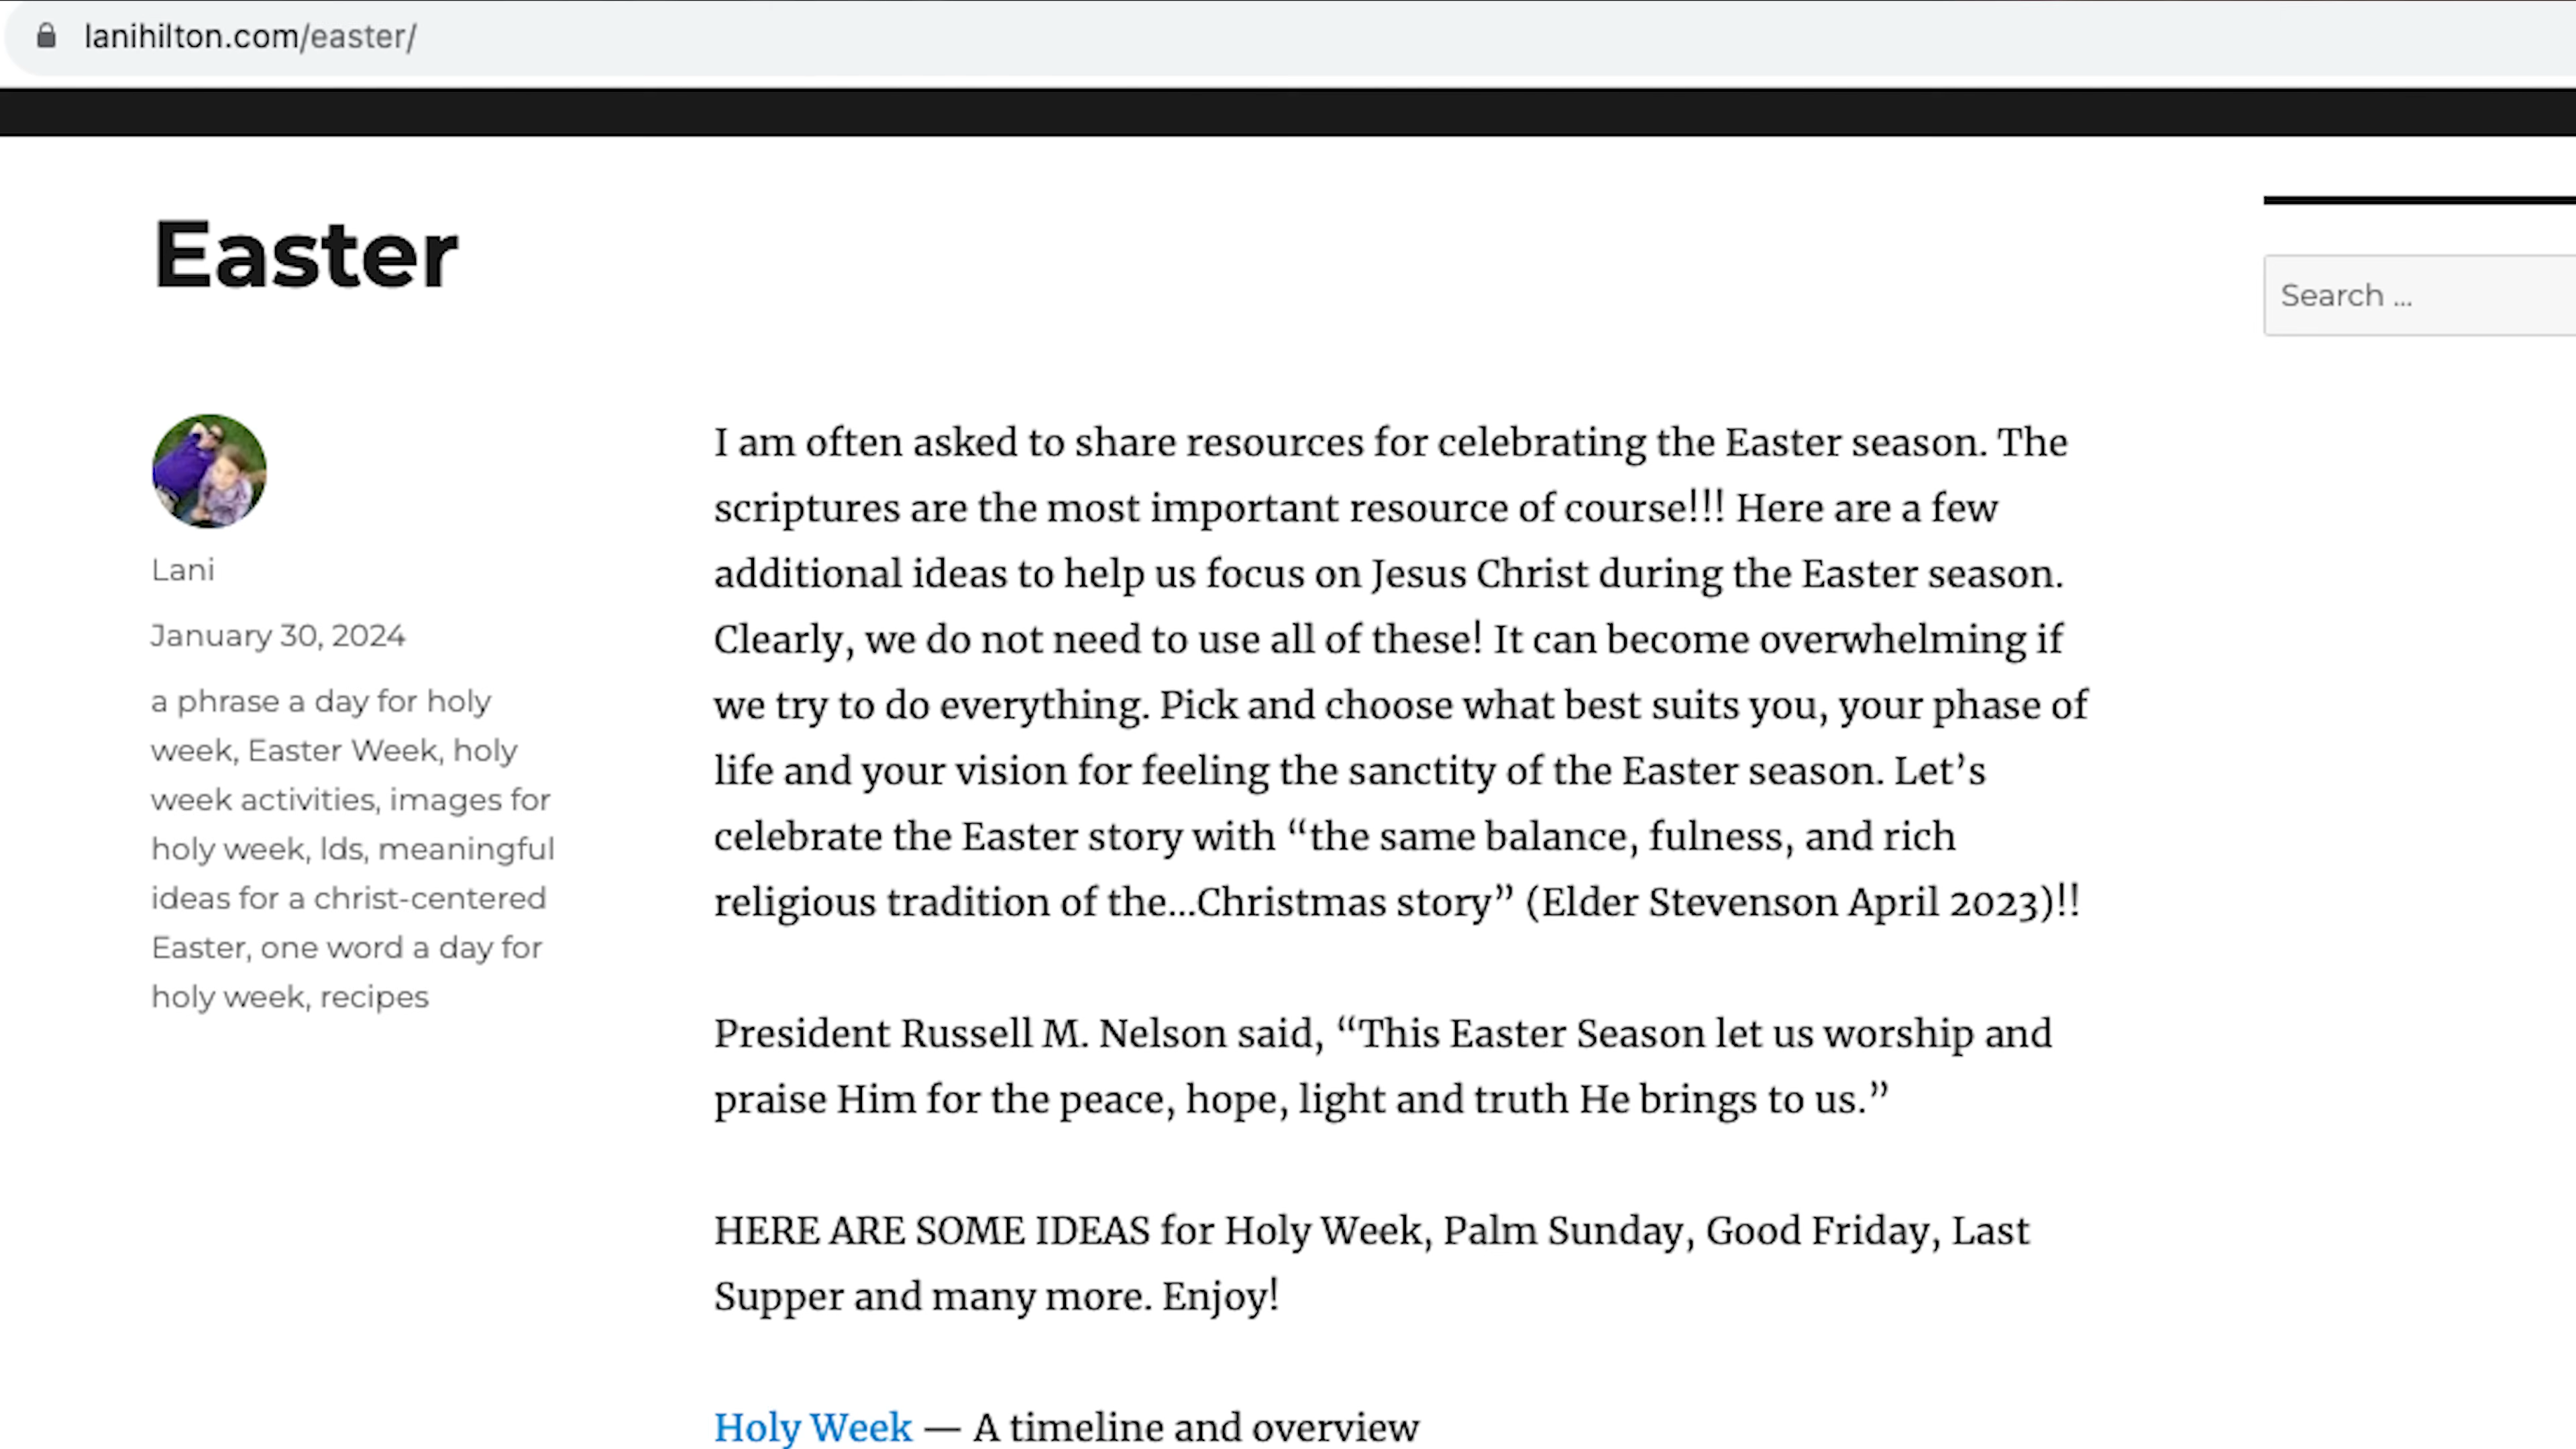 lanihilton.com/easter/
Easter
Search ...
Lani
January 30, 2024
a phrase a day for holy
week, Easter Week, holy
week activities, images for
holy week, lds, meaningful
ideas for a christ-centered
Easter, one word a day for
holy week, recipes
I am often asked to share resources for celebrating the Easter season. The
scriptures are the most important resource of course!!! Here are a few
additional ideas to help us focus on Jesus Christ during the Easter season.
Clearly, we do not need to use all of these! It can become overwhelming if
we try to do everything. Pick and choose what best suits you, your phase of
life and your vision for feeling the sanctity of the Easter season. Let’s
celebrate the Easter story with “the same balance, fulness, and rich
religious tradition of the...Christmas story” (Elder Stevenson April 2023)!!
President Russell M. Nelson said, “This Easter Season let us worship and
praise Him for the peace, hope, light and truth He brings to us.”
HERE ARE SOME IDEAS for Holy Week, Palm Sunday, Good Friday, Last
Supper and many more. Enjoy!
Holy Week — A timeline and overview